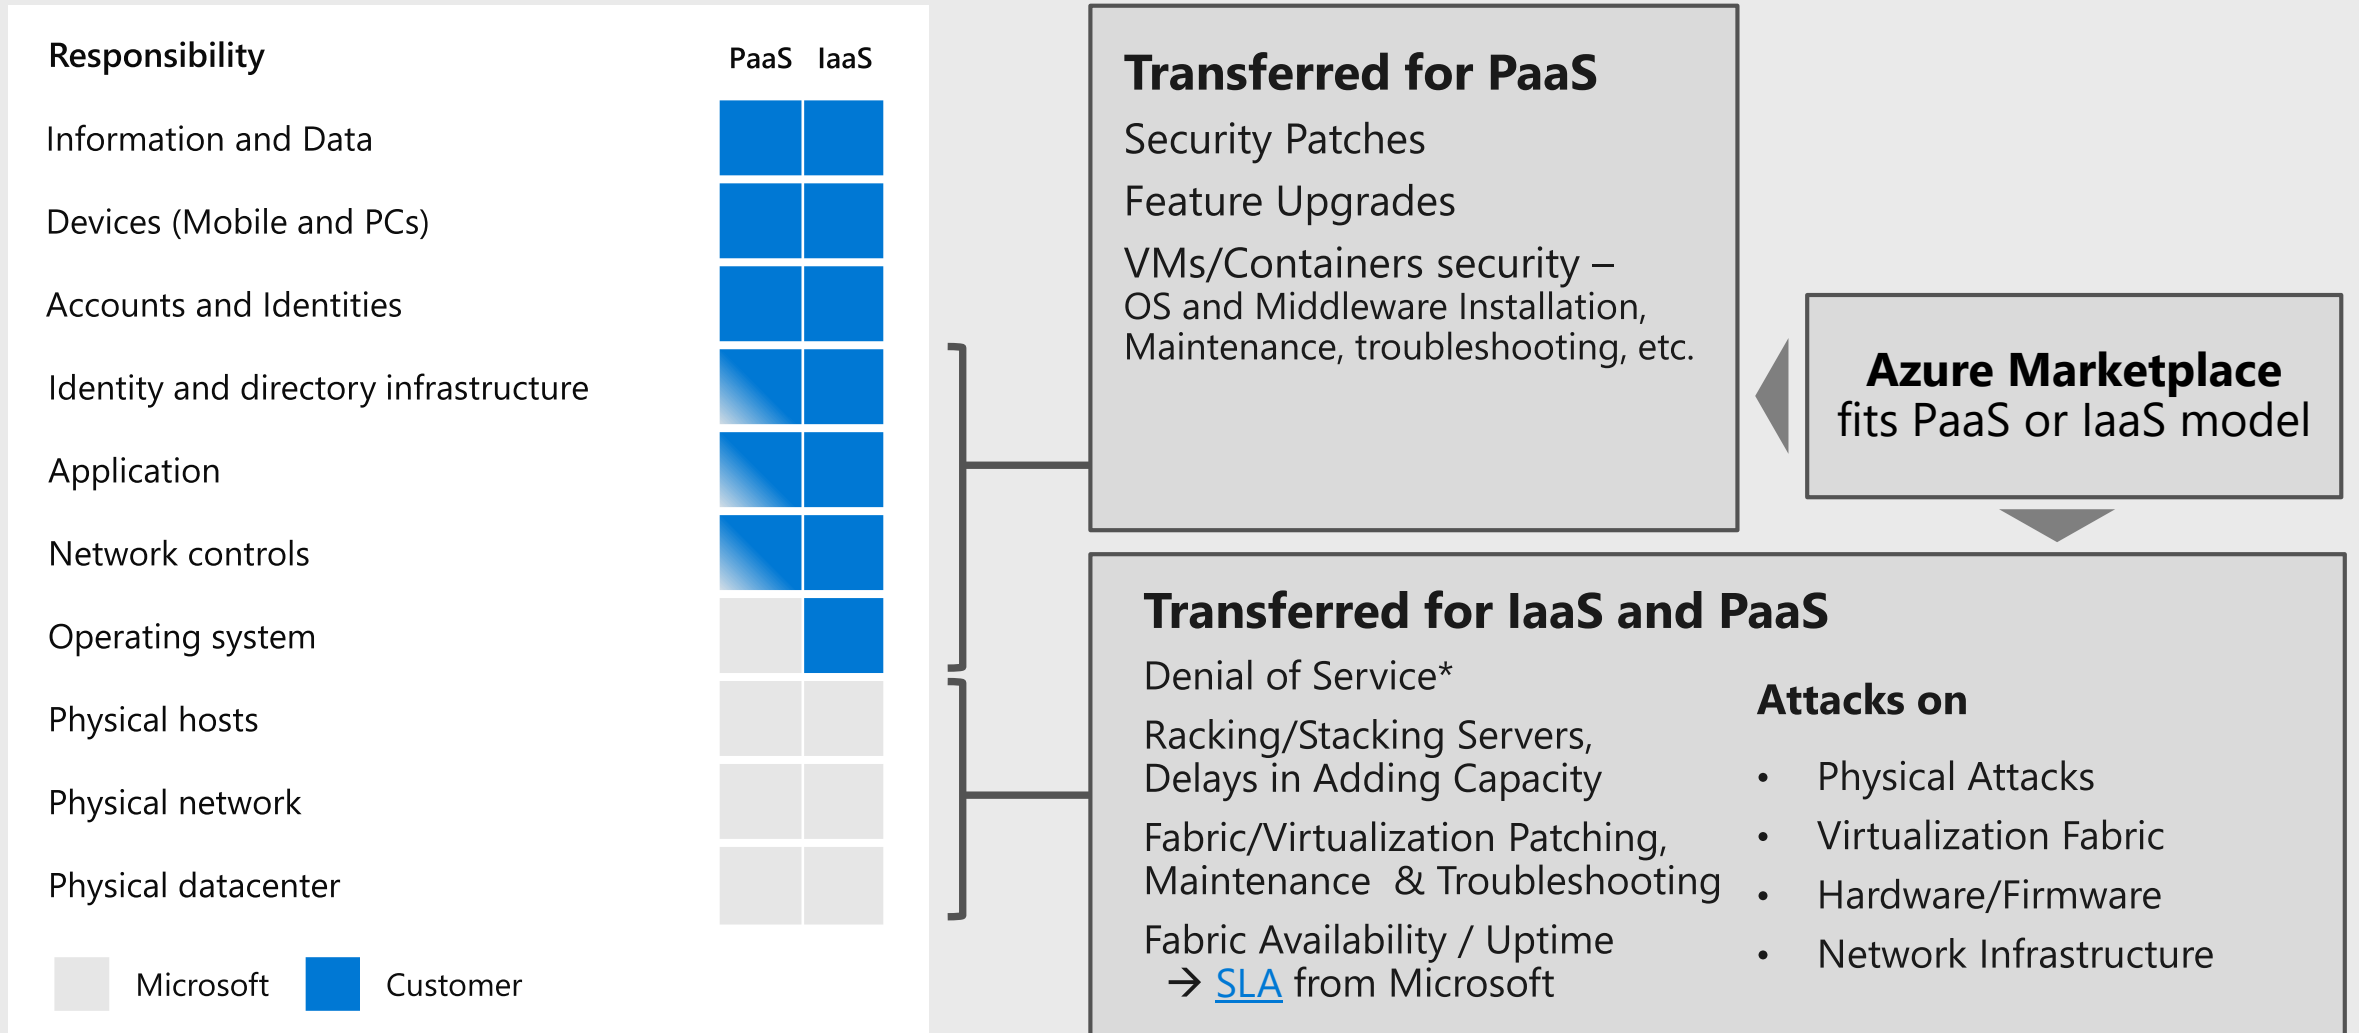 Responsibility
PaaS IaaS
Information and Data
Devices (Mobile and PCs)
Accounts and Identities
Identity and directory infrastructure
Application
Network controls
Operating system
Physical hosts
Physical network
Physical datacenter
Microsoft
Customer
Transferred for PaaS
Security Patches
Feature Upgrades
VMs/Containers security –
OS and Middleware Installation,
Maintenance, troubleshooting, etc.
Azure Marketplace
fits PaaS or IaaS model
Transferred for IaaS and PaaS
Denial of Service*
Racking/Stacking Servers,
Delays in Adding Capacity
Fabric/Virtualization Patching,
Maintenance & Troubleshooting
Fabric Availability / Uptime
→ SLA from Microsoft
Attacks on
• Physical Attacks
• Virtualization Fabric
• Hardware/Firmware
• Network Infrastructure